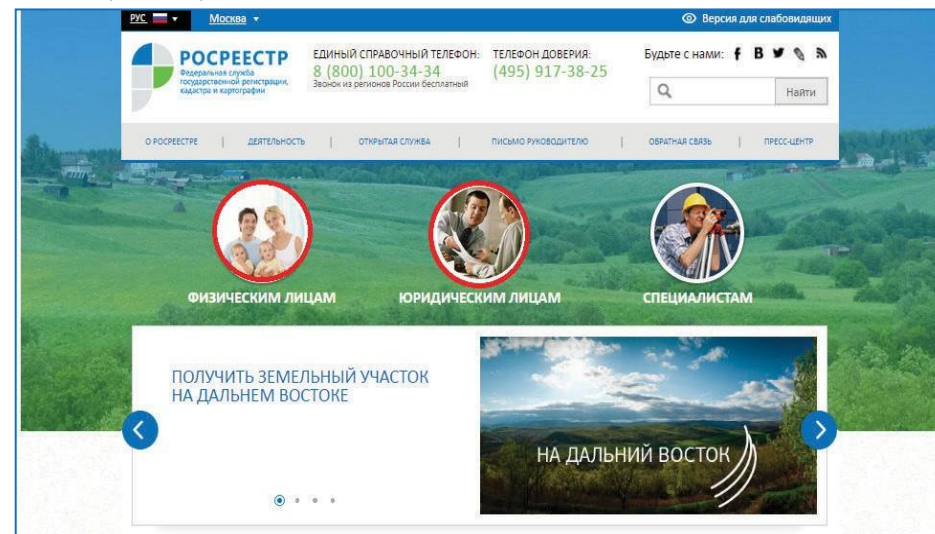 РУС Москва Версия для слабовидящих
РОСРЕЕСТР
Федеральная служба
государственной регистрации,
кадастра и картографии
ЕДИНЫЙ СПРАВОЧНЫЙ ТЕЛЕФОН:
8 (800) 100-34-34
Звонок из регионов России бесплатный
ТЕЛЕФОН ДОВЕРИЯ:
(495) 917-38-25
Будьте с нами:
Найти
О РОСРЕЕСТРЕ | ДЕЯТЕЛЬНОСТЬ | ОТКРЫТАЯ СЛУЖБА | ПИСЬМО РУКОВОДИТЕЛЮ | ОБРАТНАЯ СВЯЗЬ | ПРЕСС-ЦЕНТР
ФИЗИЧЕСКИМ ЛИЦАМ ЮРИДИЧЕСКИМ ЛИЦАМ СПЕЦИАЛИСТАМ
ПОЛУЧИТЬ ЗЕМЕЛЬНЫЙ УЧАСТОК
НА ДАЛЬНЕМ ВОСТОКЕ
НА ДАЛЬНИЙ ВОСТОК